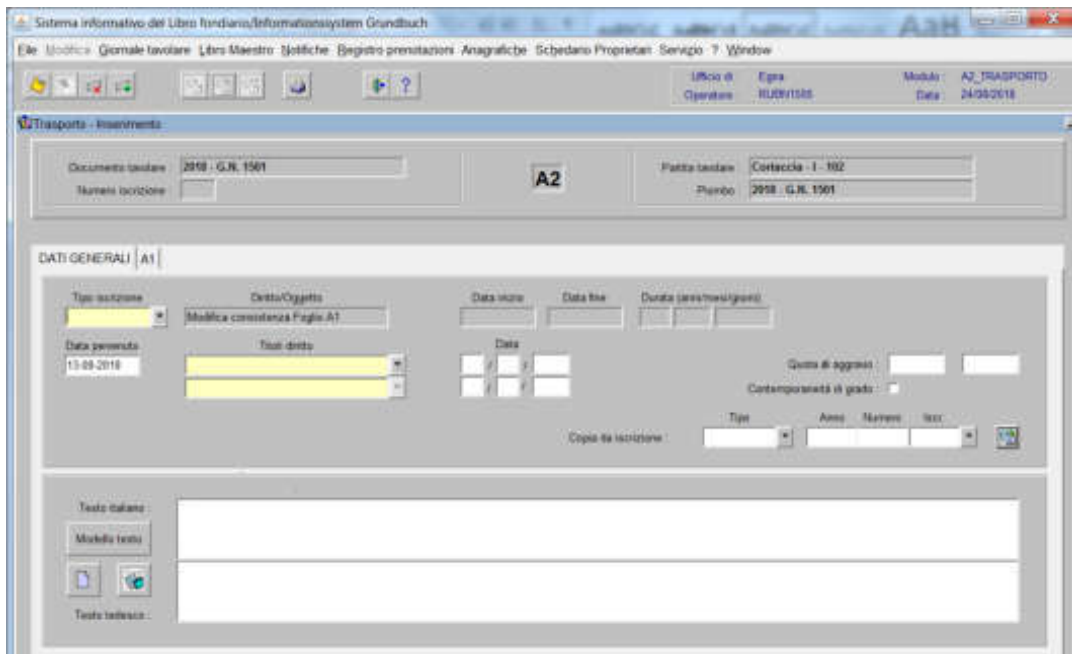 Sistema informativo del Libro fondiario/Informationssystem Grundbuch
File Modifica Giornale tavolare Libro Maestro Notifiche Registro prenotazioni Anagrafiche Schedario Proprietari Servizio ? Window
Ufficio di Egna Modulo A2_TRASPORTO
Operatore Data 24/08/2018
Trasporto - Inserimento
Documento tavolare 2018 - G.N. 1501 A2 Partita tavolare Cortaccia - I - 102
Numero iscrizione Piombo 2018 - G.N. 1501
DATI GENERALI A1
Tipo iscrizione Diritto/Oggetto Data inizio Data fine Durata (anni/mesi/giorni)
Modifica consistenza Foglio A1
Data pervenuto Titoli diritto Data
13-08-2018 / / Quota di aggravio :
/ / Contemporaneità di grado :
Tipo Anno Numero Iscr.
Copia da iscrizione :
Testo italiano :
Modello testo
Testo tedesco :